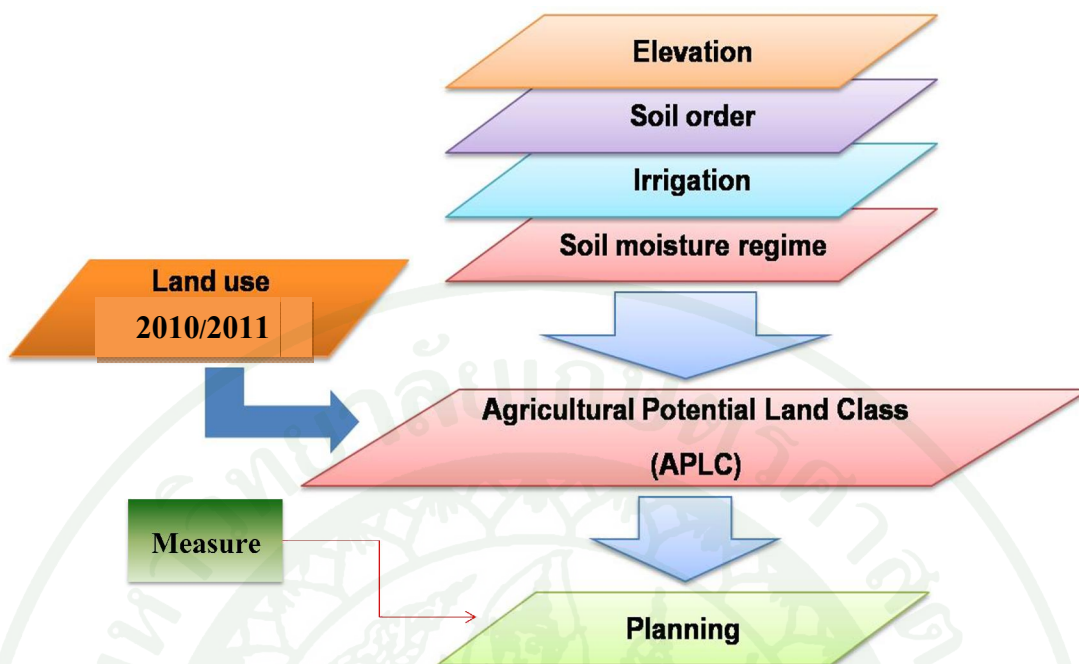 Elevation
Soil order
Irrigation
Soil moisture regime
Land use
2010/2011
Agricultural Potential Land Class
(APLC)
Measure
Planning